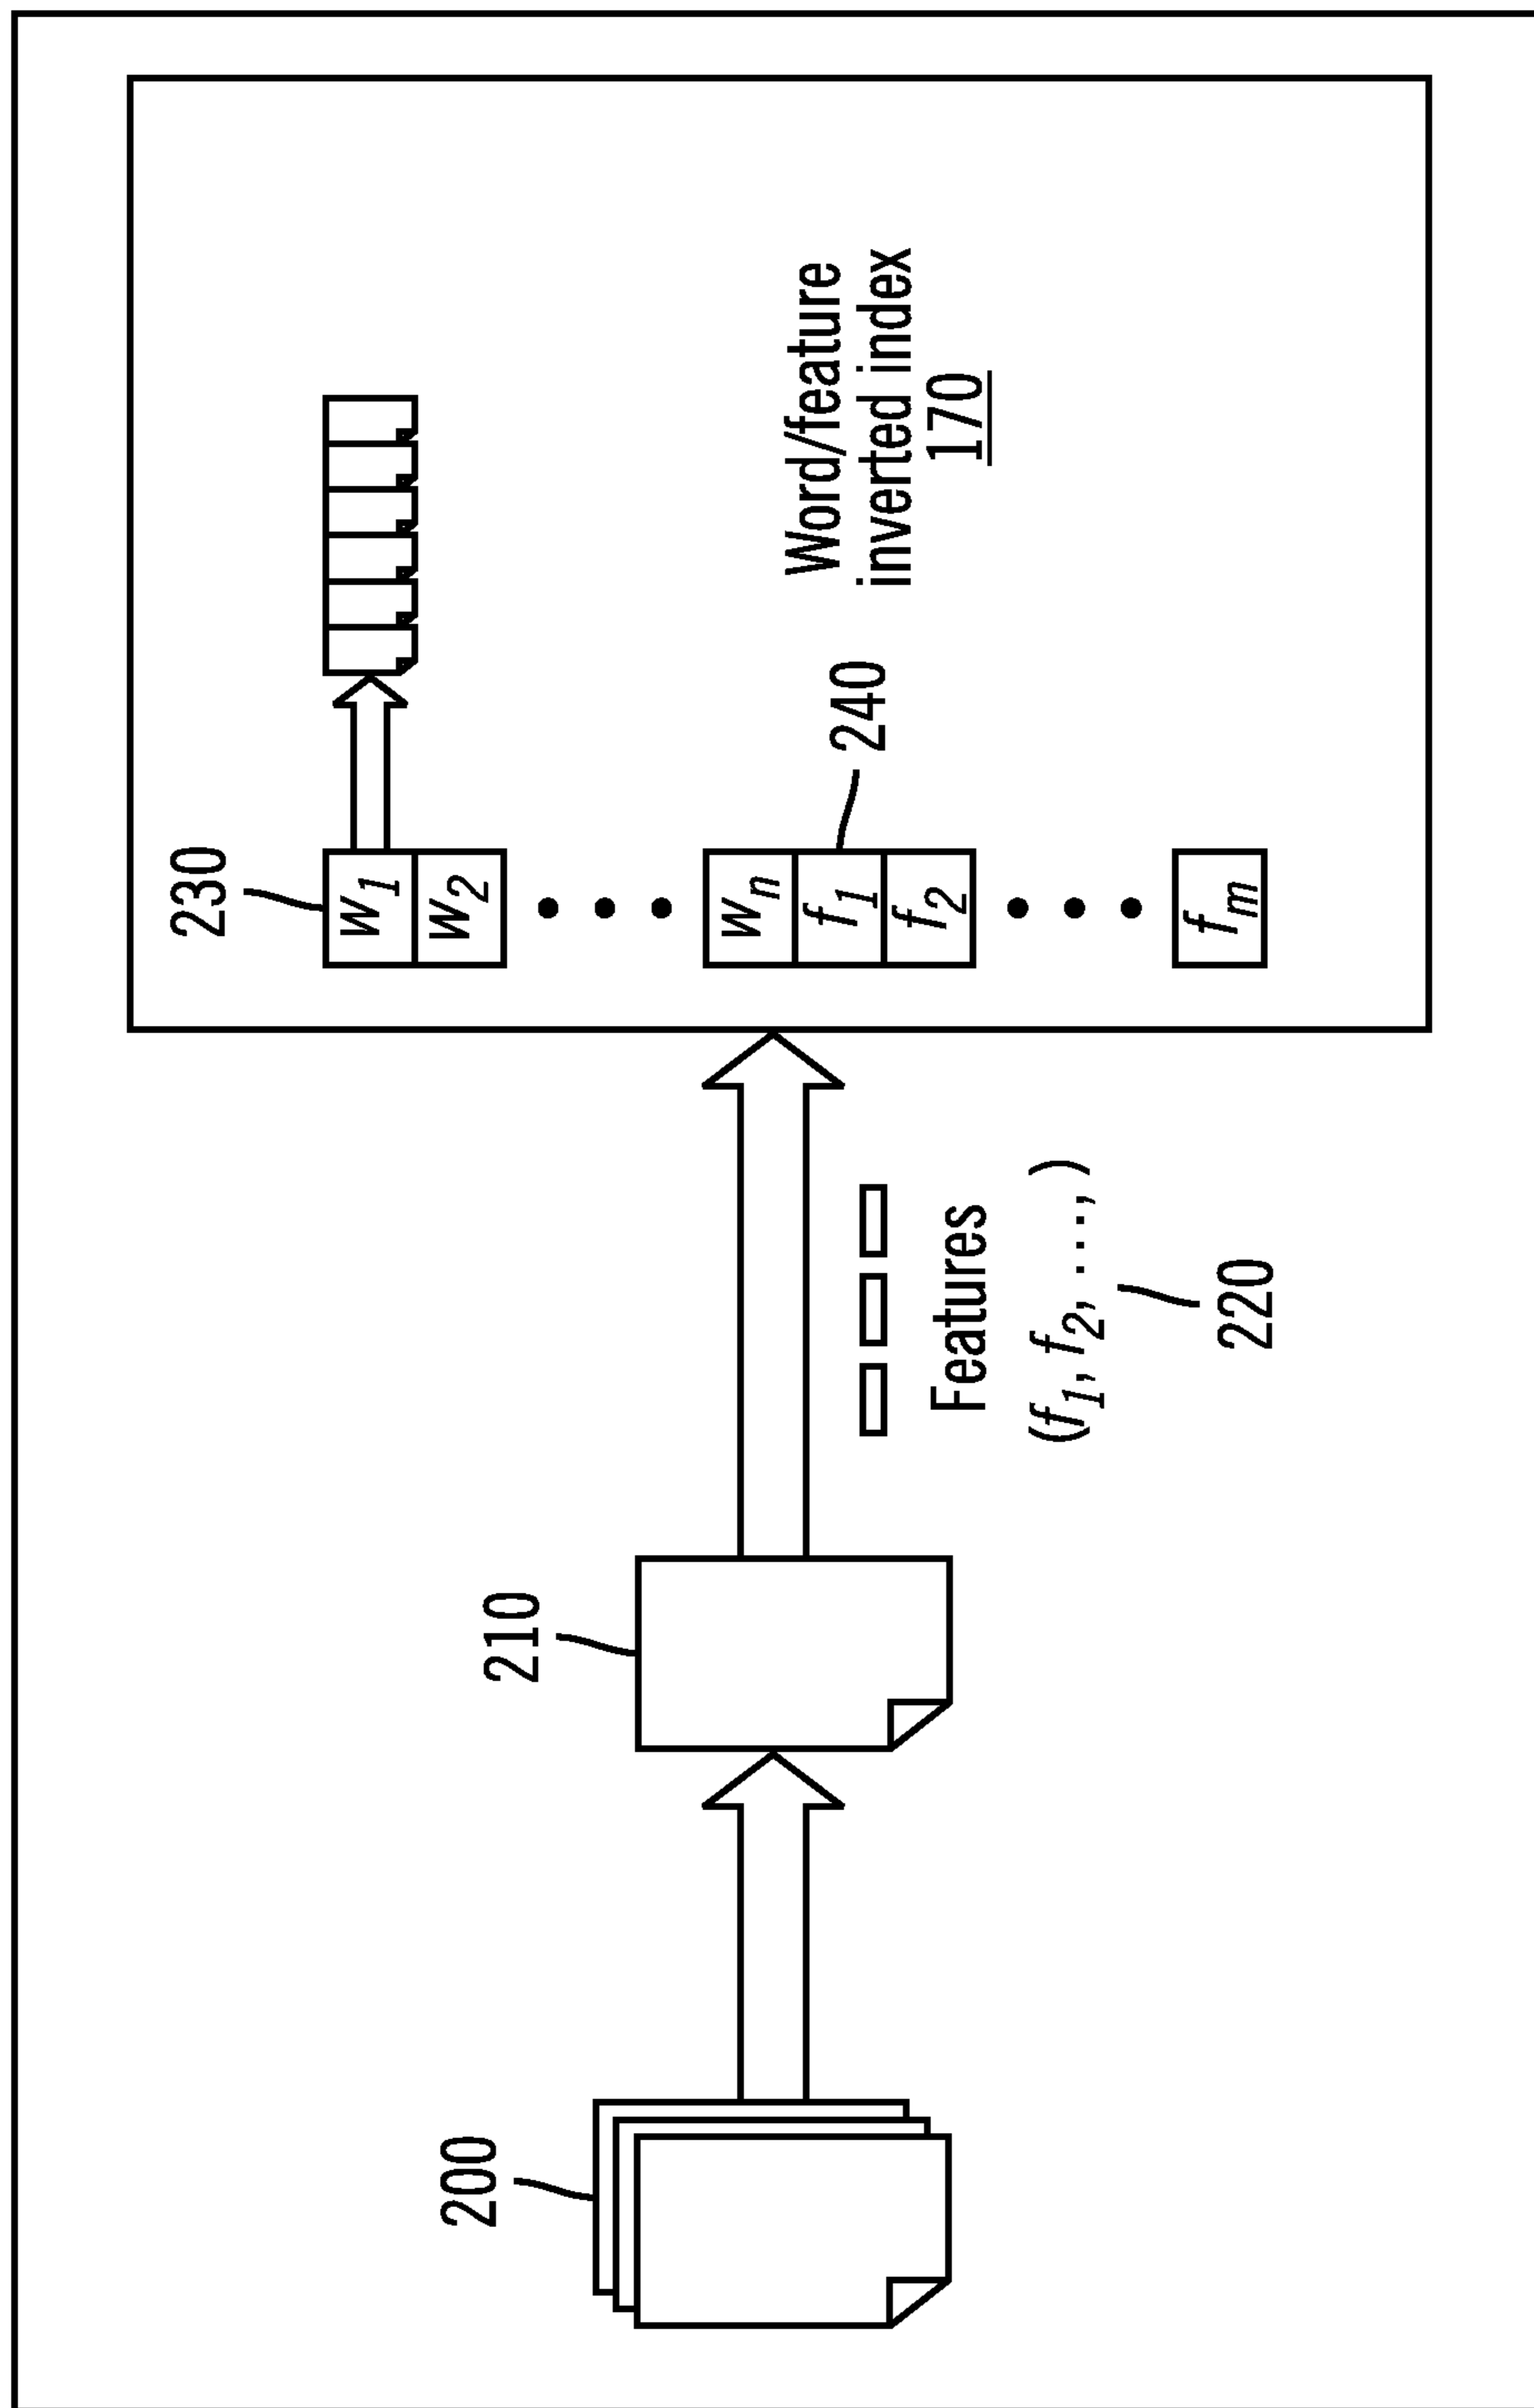 200
210
Features
(f1, f2, ...,)
220
230
w1
w2
wn
f1
f2
fm
240
Word/feature
inverted index
170